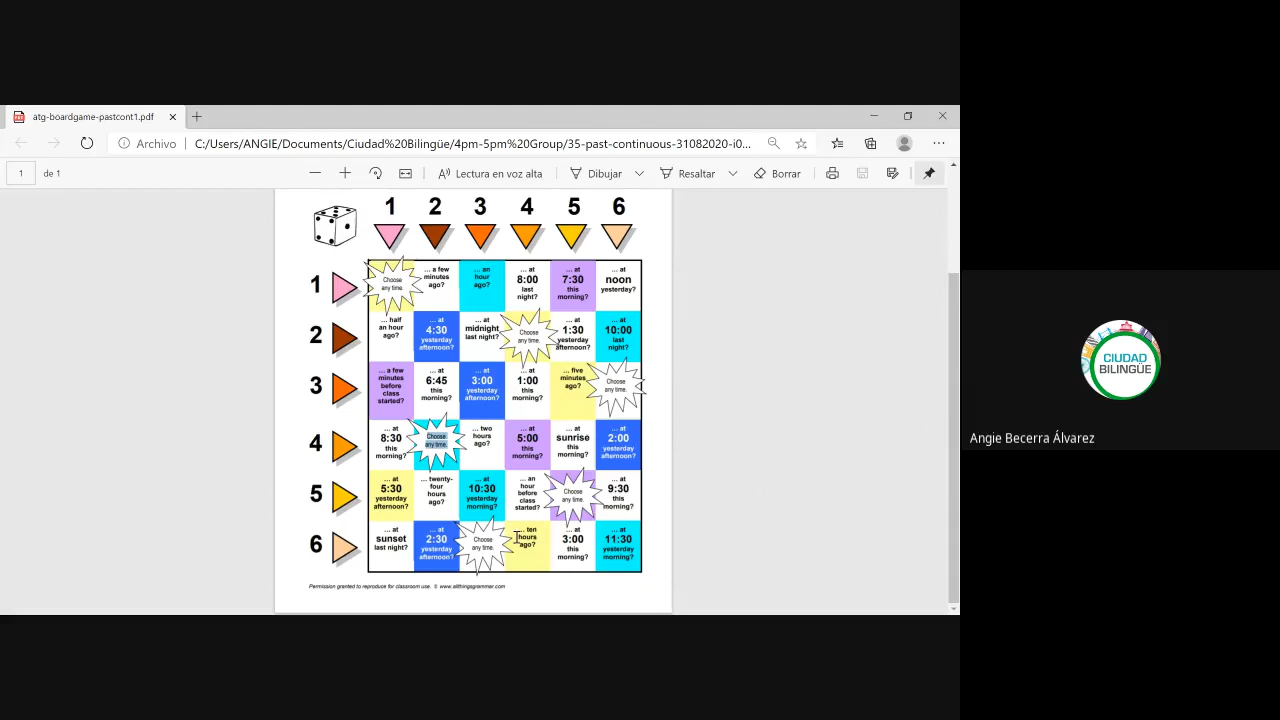 atg-boardgame-pastcont1.pdf
Archivo
C:/Users/ANGIE/Documents/Ciudad%20Bilingüe/4pm-5pm%20Group/35-past-continuous-31082020-i0...
1 de 1
Lectura en voz alta
Dibujar
Resaltar
Borrar
1 2 3 4 5 6
1
Choose
any time.
... a few
minutes
ago?
... an
hour
ago?
... at
8:00
last
night?
... at
7:30
this
morning?
... at
noon
yesterday?
2
... half
an hour
ago?
... at
4:30
yesterday
afternoon?
... at
midnight
last night?
Choose
any time.
... at
1:30
yesterday
afternoon?
... at
10:00
last
night?
3
... a few
minutes
before
class
started?
... at
6:45
this
morning?
... at
3:00
yesterday
afternoon?
... at
1:00
this
morning?
... five
minutes
ago?
Choose
any time.
4
... at
8:30
this
morning?
Choose
any time.
... two
hours
ago?
... at
5:00
this
morning?
... at
sunrise
this
morning?
... at
2:00
yesterday
afternoon?
5
... at
5:30
yesterday
afternoon?
... twenty-
four
hours
ago?
... at
10:30
yesterday
morning?
... an
hour
before
class
started?
Choose
any time.
... at
9:30
this
morning?
6
... at
sunset
last night?
... at
2:30
yesterday
afternoon?
Choose
any time.
... ten
hours
ago?
... at
3:00
this
morning?
... at
11:30
yesterday
morning?
Permission granted to reproduce for classroom use. © www.allthingsgrammar.com
CIUDAD
BILINGÜE
Angie Becerra Álvarez